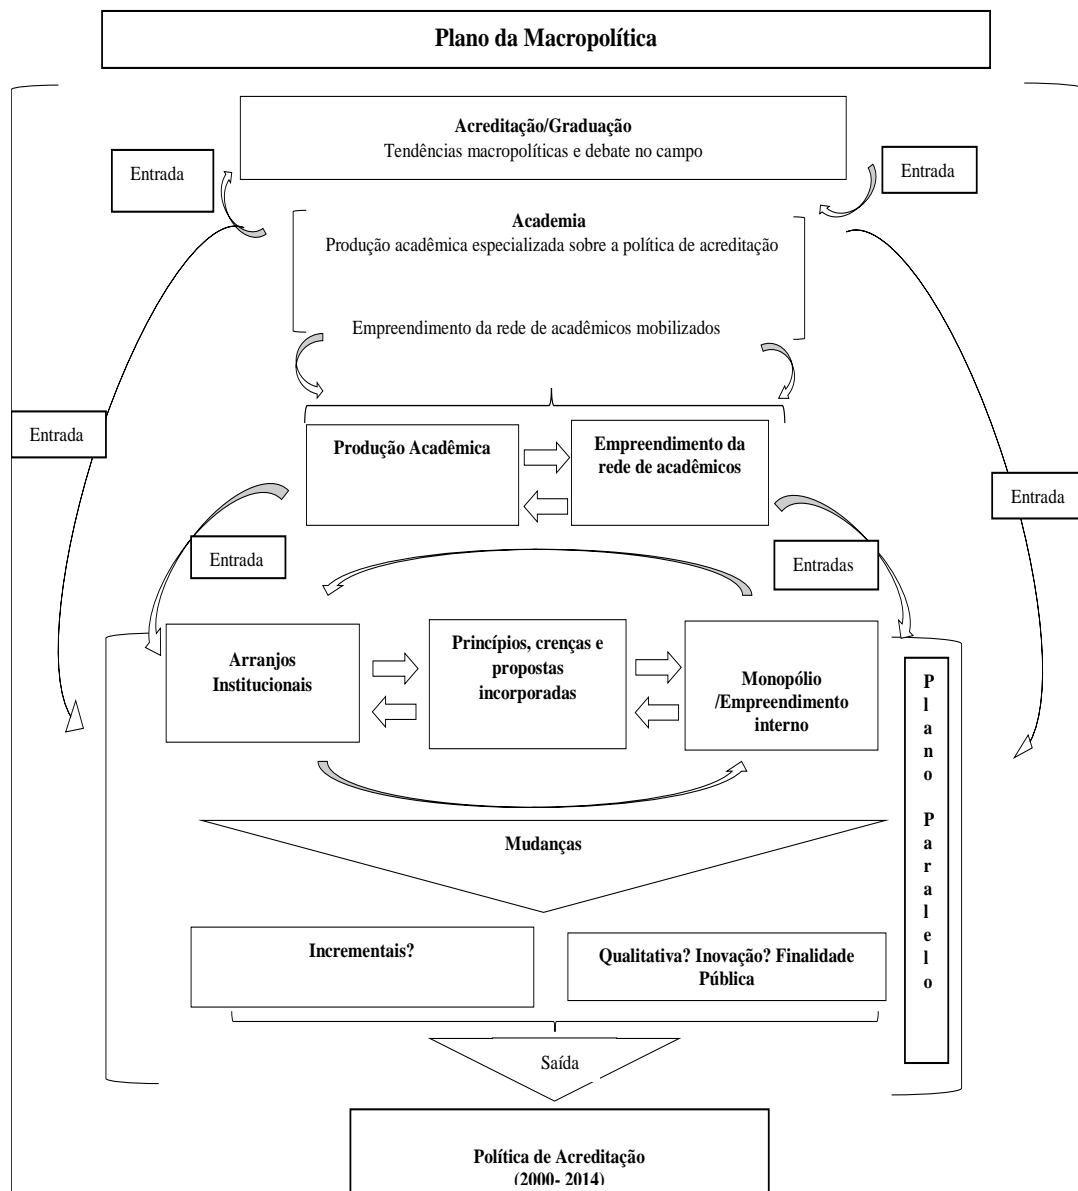 Plano da Macropolítica
Acreditação/Graduação
Tendências macropolíticas e debate no campo
Entrada
Entrada
Academia
Produção acadêmica especializada sobre a política de acreditação
Empreendimento da rede de acadêmicos mobilizados
Entrada
Produção Acadêmica
Empreendimento da
rede de acadêmicos
Entrada
Entrada
Entradas
Arranjos
Institucionais
Princípios, crenças e
propostas
incorporadas
Monopólio
/Empreendimento
interno
Plano Paralelo
Mudanças
Incrementais?
Qualitativa? Inovação? Finalidade
Pública
Saída
Política de Acreditação
(2000- 2014)